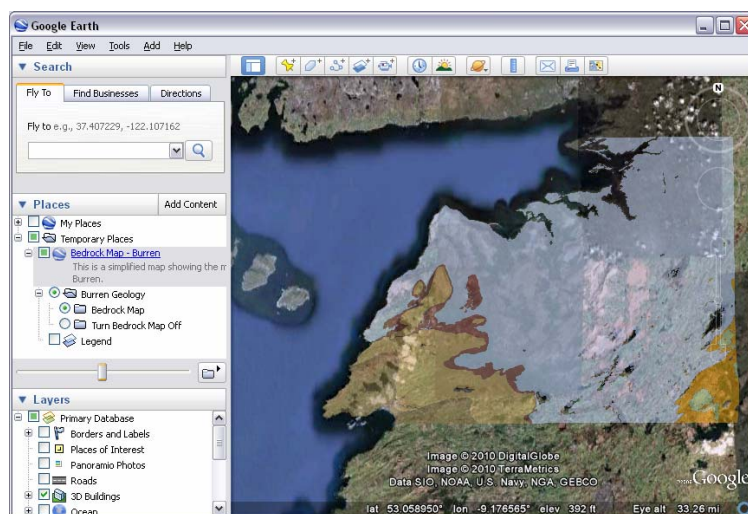 Google Earth
File Edit View Tools Add Help
Search
Fly To Find Businesses Directions
Fly to e.g., 37.407229, -122.107162
Places Add Content
My Places
Temporary Places
Bedrock Map - Burren
This is a simplified map showing the m
Burren.
Burren Geology
Bedrock Map
Turn Bedrock Map Off
Legend
Layers
Primary Database
Borders and Labels
Places of Interest
Panoramio Photos
Roads
3D Buildings
Ocean
N
Image © 2010 DigitalGlobe
Image © 2010 TerraMetrics
Data SIO, NOAA, U.S. Navy, NGA, GEBCO
Google
lat 53.058950° lon -9.176565° elev 392 ft Eye alt 33.26 mi